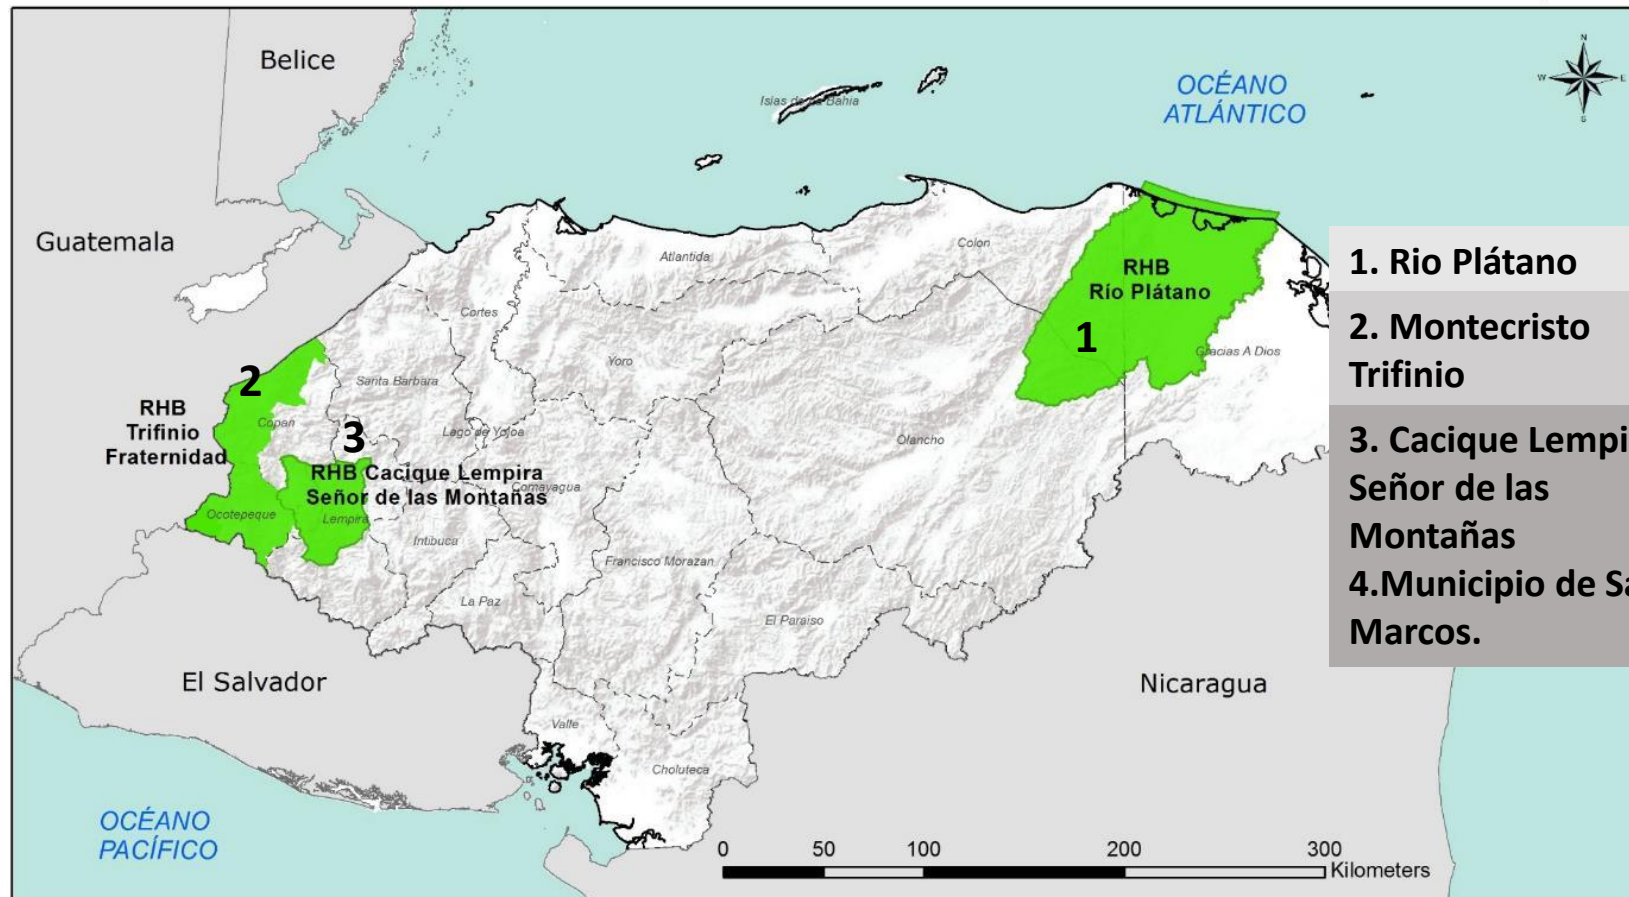 Belice
OCÉANO
ATLÁNTICO
N
W
E
S
Islas de La Bahia
Guatemala
Atlantida
Colon
RHB
Río Plátano
1
Gracias A Dios
1. Rio Plátano
2. Montecristo
Trifinio
3. Cacique Lempi
Señor de las
Montañas
4.Municipio de Sa
Marcos.
Cortes
Yoro
2
RHB
Trifinio
Fraternidad
Copan
Santa Barbara
3
Lago de Yojoa
Olancho
RHB Cacique Lempira
Señor de las Montañas
Comayagua
Ocotepeque
Lempira
Intibuca
Francisco Morazan
La Paz
El Paraiso
El Salvador
Nicaragua
Valle
Choluteca
OCÉANO
PACÍFICO
0 50 100 200 300
Kilometers